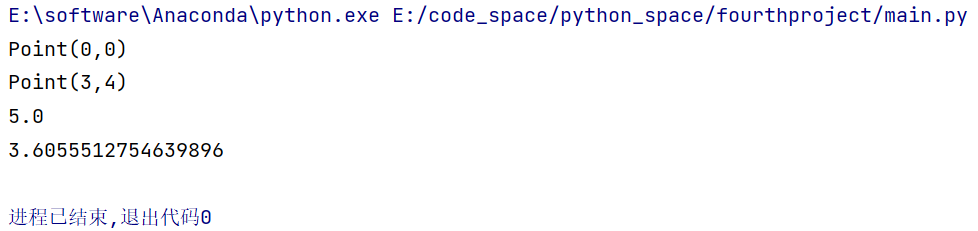 E:\software\Anaconda\python.exe E:/code_space/python_space/fourthproject/main.py
Point(0,0)
Point(3,4)
5.0
3.6055512754639896
进程已结束,退出代码0